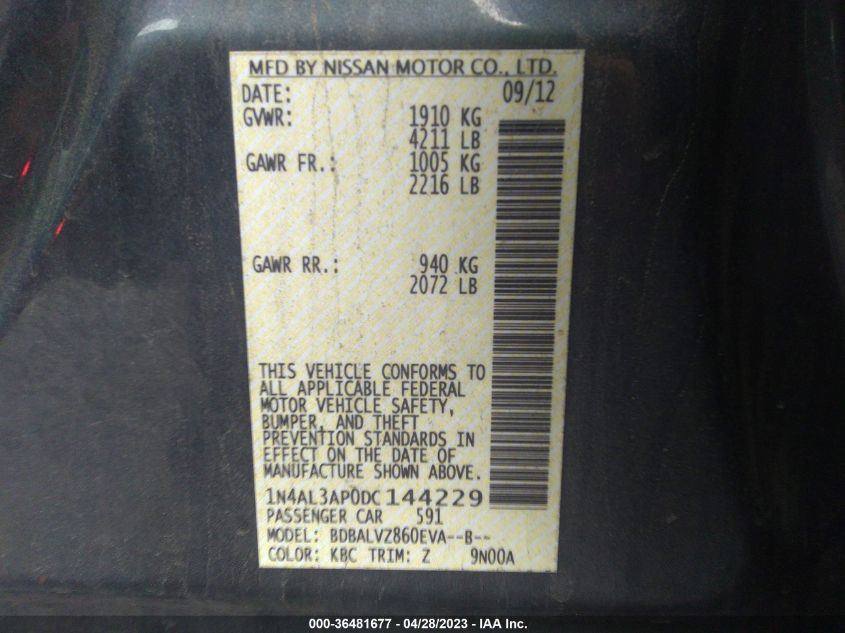 MFD BY NISSAN MOTOR CO., LTD.
DATE: 09/12
GVWR: 1910 KG
4211 LB
GAWR FR.: 1005 KG
2216 LB
GAWR RR.: 940 KG
2072 LB
THIS VEHICLE CONFORMS TO
ALL APPLICABLE FEDERAL
MOTOR VEHICLE SAFETY,
BUMPER, AND THEFT
PREVENTION STANDARDS IN
EFFECT ON THE DATE OF
MANUFACTURE SHOWN ABOVE.
1N4AL3AP0DC144229
PASSENGER CAR 591
MODEL: BDBALVZ860EVA--B--
COLOR: KBC TRIM: Z 9N00A
000-36481677 - 04/28/2023 - IAA Inc.